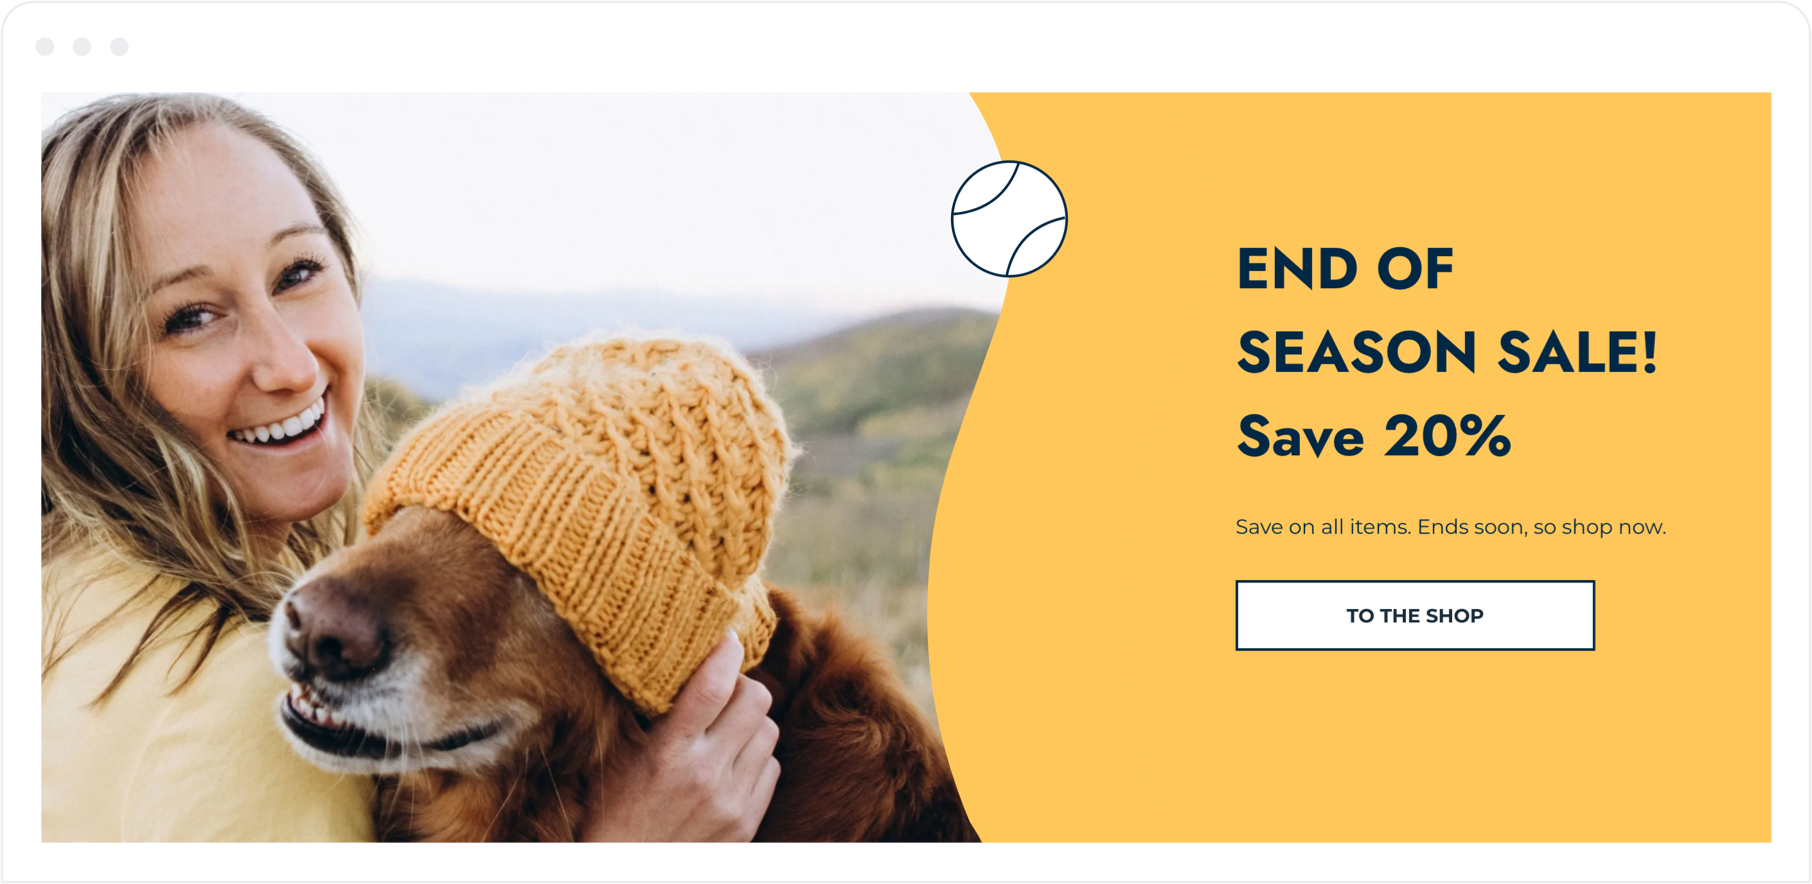 END OF
SEASON SALE!
Save 20%
Save on all items. Ends soon, so shop now.
TO THE SHOP